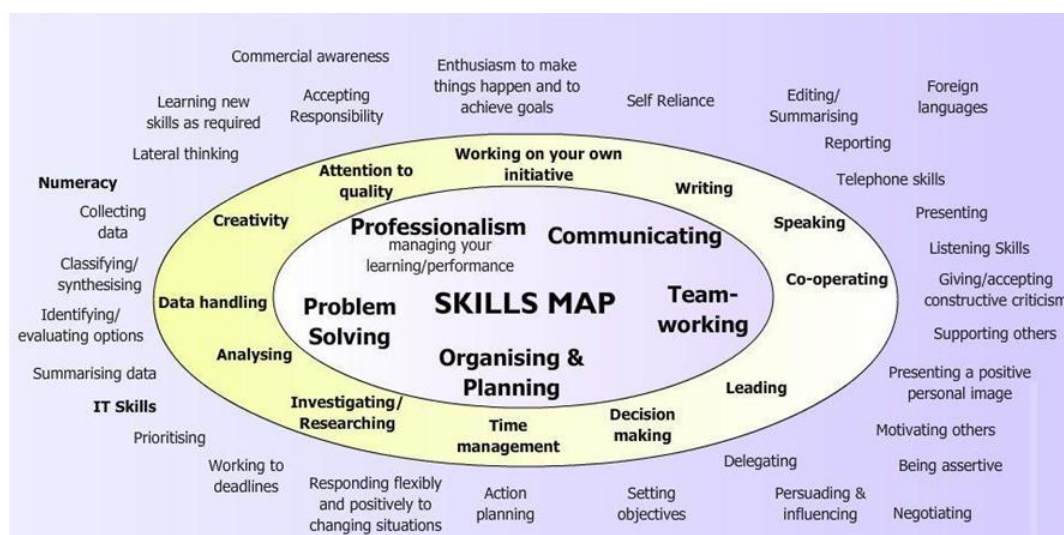 Commercial awareness
Enthusiasm to make
things happen and to
achieve goals
Self Reliance
Editing/
Summarising
Foreign
languages
Learning new
skills as required
Accepting
Responsibility
Reporting
Lateral thinking
Telephone skills
Numeracy
Collecting
data
Classifying/
synthesising
Identifying/
evaluating options
Summarising data
IT Skills
Prioritising
Working to
deadlines
Responding flexibly
and positively to
changing situations
Action
planning
Setting
objectives
Delegating
Persuading &
influencing
Negotiating
Being assertive
Motivating others
Presenting a positive
personal image
Supporting others
Giving/accepting
constructive criticism
Listening Skills
Presenting
Attention to
quality
Working on your own
initiative
Writing
Speaking
Co-operating
Leading
Decision
making
Time
management
Investigating/
Researching
Analysing
Data handling
Creativity
Professionalism
managing your
learning/performance
Communicating
Problem
Solving
SKILLS MAP
Team-
working
Organising &
Planning